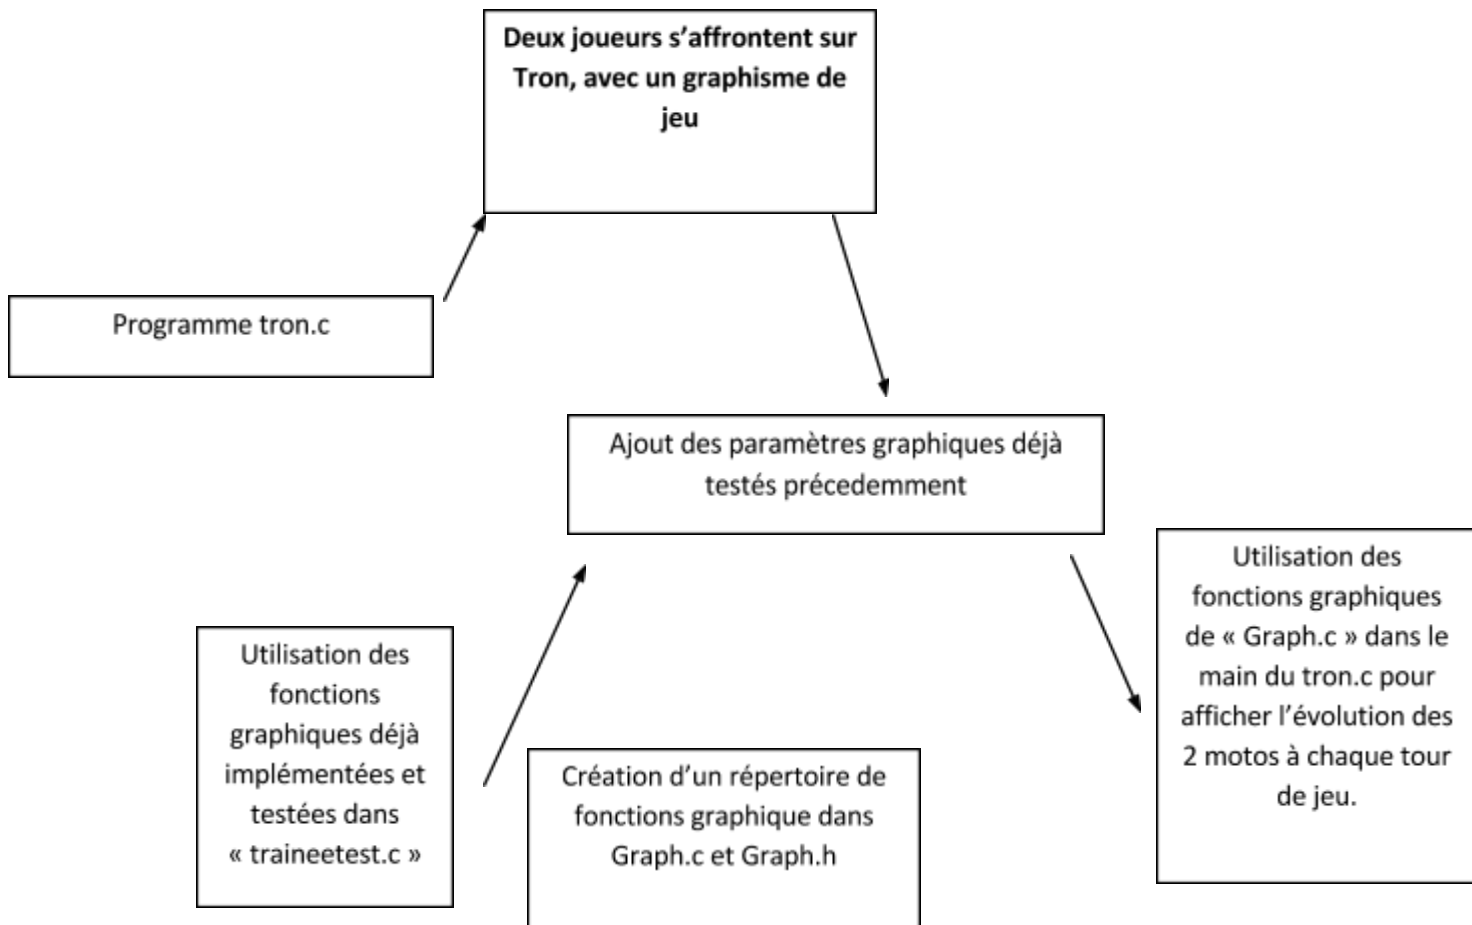 Deux joueurs s’affrontent sur
Tron, avec un graphisme de
jeu
Programme tron.c
Ajout des paramètres graphiques déjà
testés précedemment
Utilisation des
fonctions graphiques
de « Graph.c » dans le
main du tron.c pour
afficher l’évolution des
2 motos à chaque tour
de jeu.
Utilisation des
fonctions
graphiques déjà
implémentées et
testées dans
« traineetest.c »
Création d’un répertoire de
fonctions graphique dans
Graph.c et Graph.h